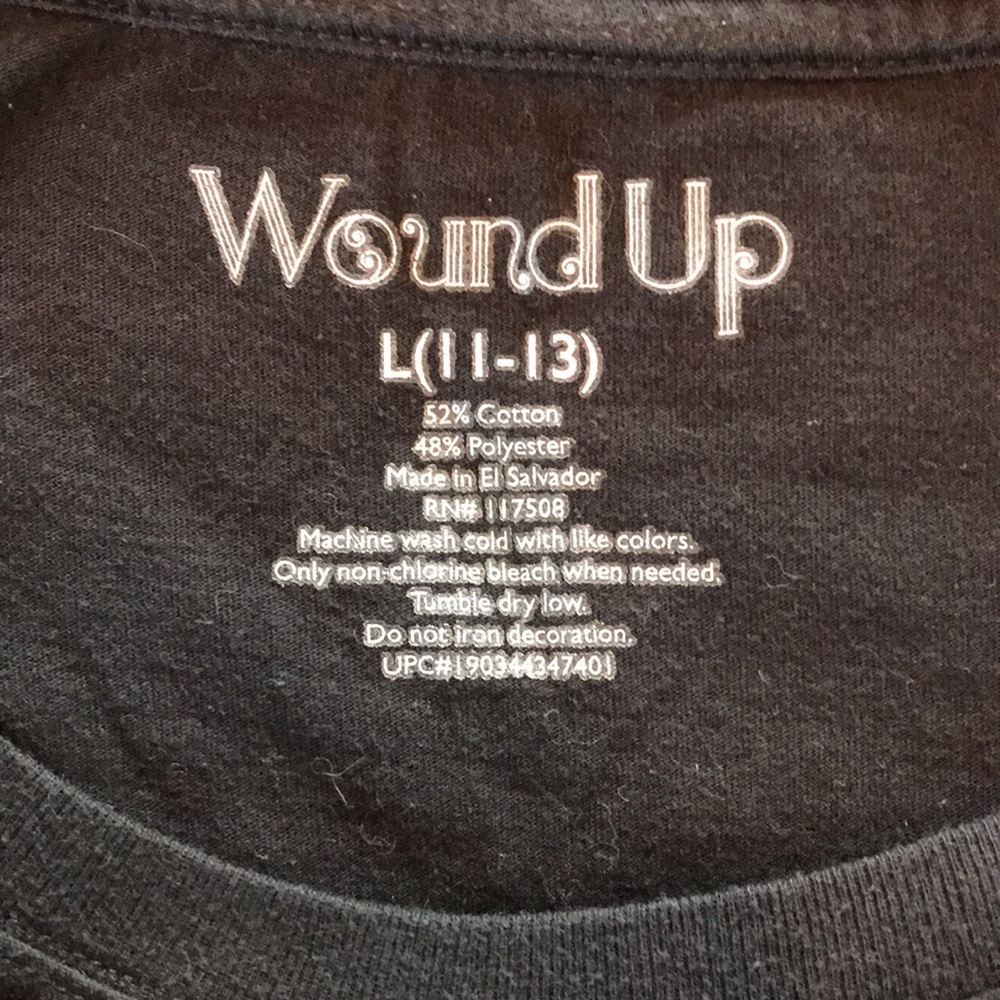 Wound Up
L(11-13)
52% Cotton
48% Polyester
Made in El Salvador
RN# 117508
Machine wash cold with like colors.
Only non-chlorine bleach when needed.
Tumble dry low.
Do not iron decoration.
UPC#190344347401